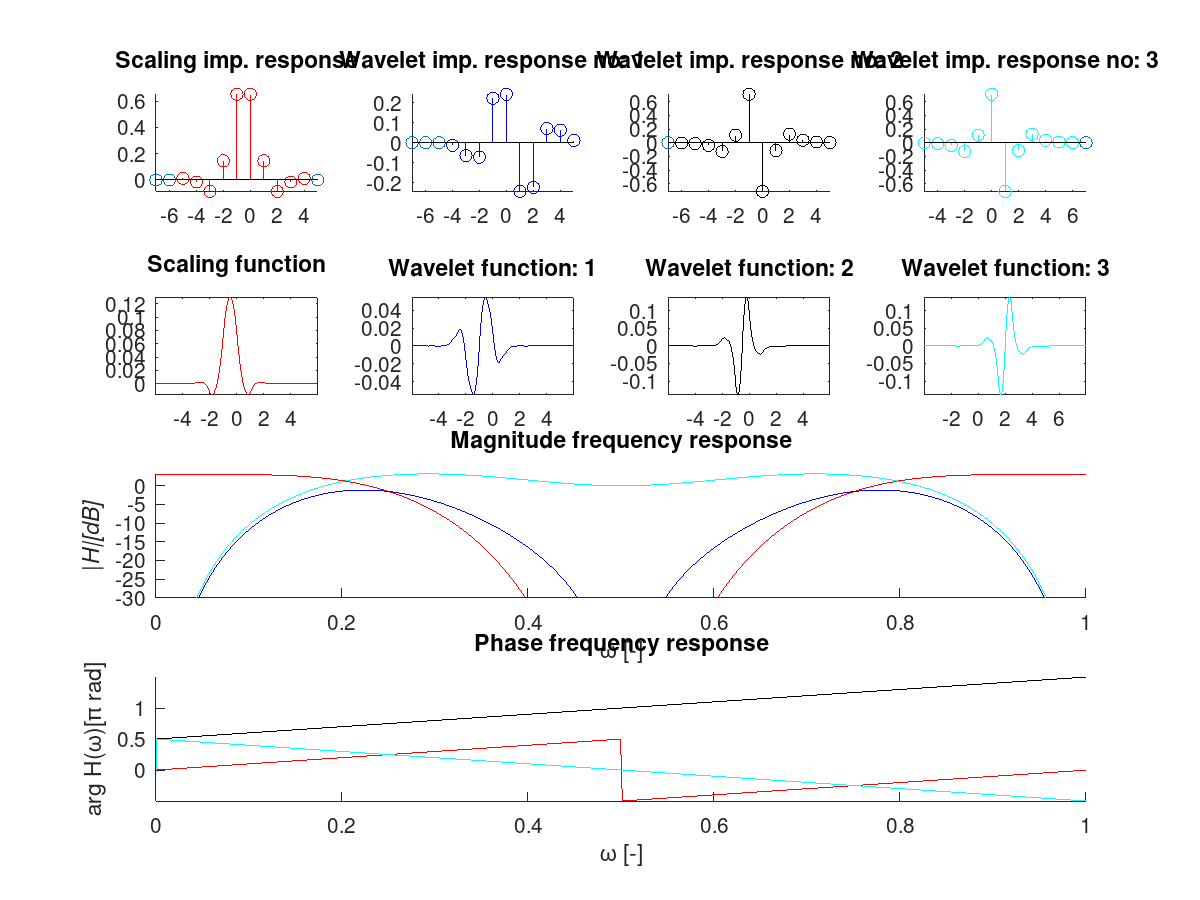 Scaling imp. response
Wavelet imp. response no: 1
Wavelet imp. response no: 2
Wavelet imp. response no: 3
0.6
0.4
0.2
0
-6 -4 -2 0 2 4
0.2
0.1
0
-0.1
-0.2
-6 -4 -2 0 2 4
0.6
0.4
0.2
0
-0.2
-0.4
-0.6
-6 -4 -2 0 2 4
0.6
0.4
0.2
0
-0.2
-0.4
-0.6
-4 -2 0 2 4 6
Scaling function
Wavelet function: 1
Wavelet function: 2
Wavelet function: 3
0.12
0.1
0.08
0.06
0.04
0.02
0
-4 -2 0 2 4
0.04
0.02
0
-0.02
-0.04
-4 -2 0 2 4
0.1
0.05
0
-0.05
-0.1
-4 -2 0 2 4
0.1
0.05
0
-0.05
-0.1
-2 0 2 4 6
Magnitude frequency response
|H|[dB]
0
-5
-10
-15
-20
-25
-30
0 0.2 0.4 0.6 0.8 1
ω [-]
Phase frequency response
arg H(ω)[π rad]
1
0.5
0
0 0.2 0.4 0.6 0.8 1
ω [-]